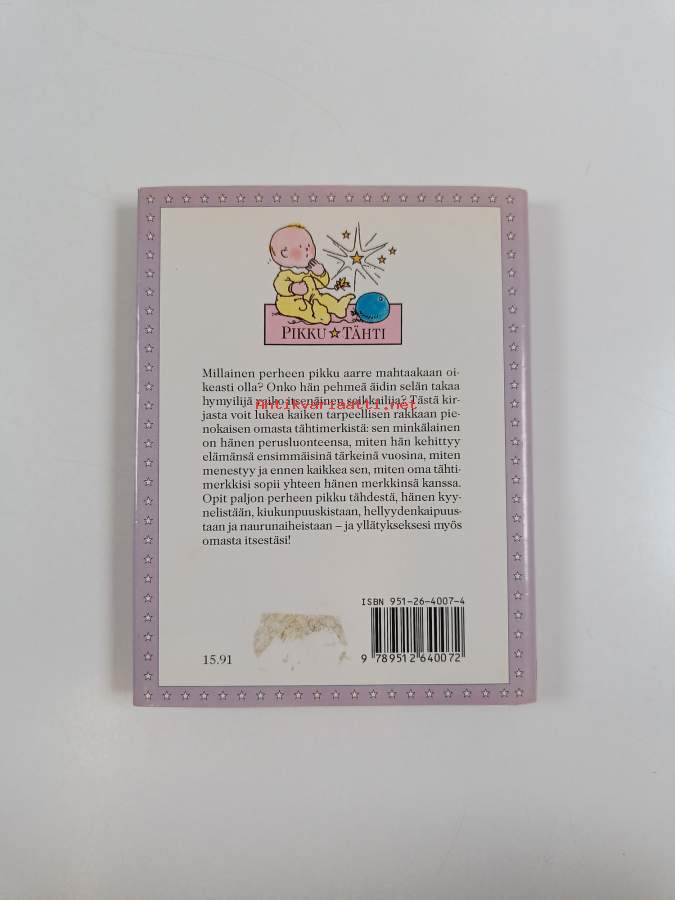 PIKKU TÄHTI
Millainen perheen pikku aarre mahtaakaan oi-
keasti olla? Onko hän pehmeä äidin selän takaa
hymyilijä vaiko itsenäinen seikkailija? Tästä kir-
Antikvariaatti.net
jasta voit lukea kaiken tarpeellisen rakkaan pie-
nokaisen omasta tähtimerkistä: sen minkälainen
on hänen perusluonteensa, miten hän kehittyy
elämänsä ensimmäisinä tärkeinä vuosina, miten
menestyy ja ennen kaikkea sen, miten oma tähti-
merkkisi sopii yhteen hänen merkkinsä kanssa.
Opit paljon perheen pikku tähdestä, hänen kyy-
nelistään, kiukunpuuskistaan, hellyydenkaipuus-
taan ja naurunaiheistaan – ja yllätykseksesi myös
omasta itsestäsi!
ISBN 951-26-4007-4
15.91
9 789512 640072